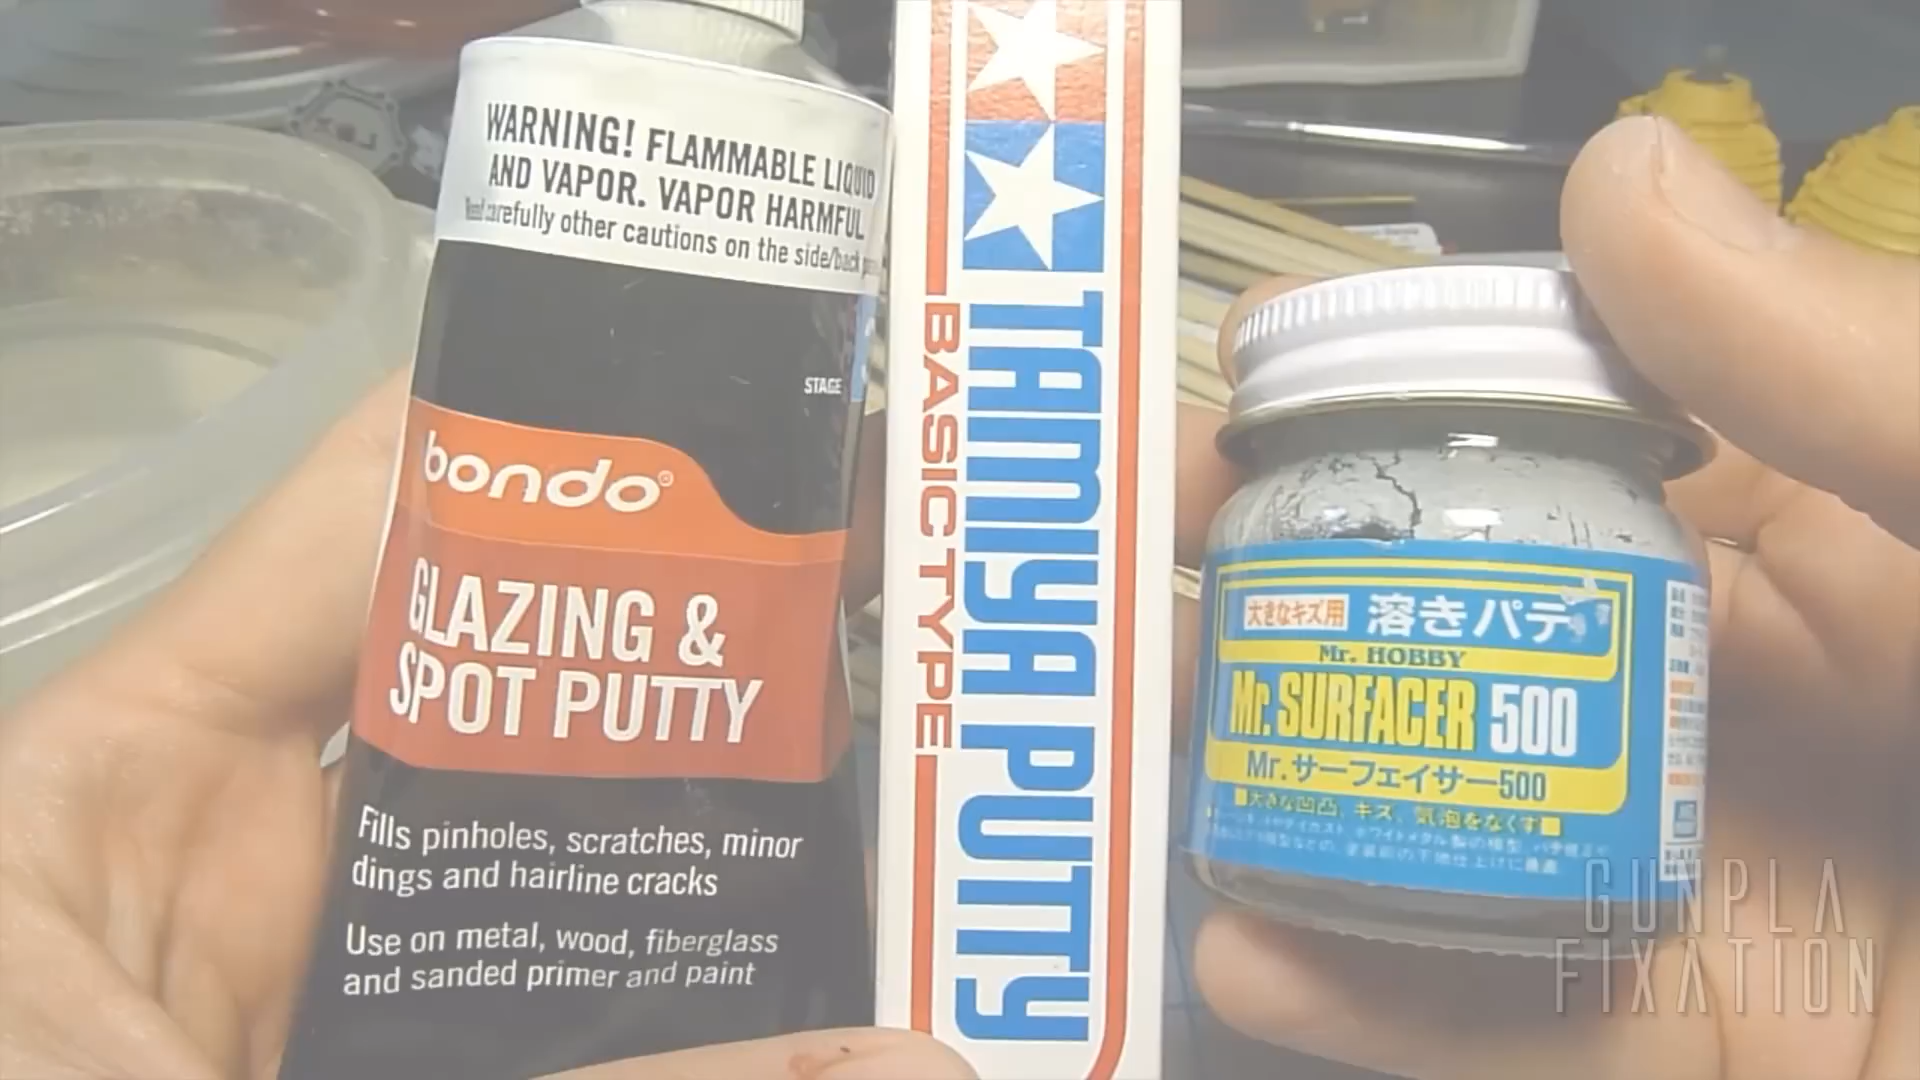 WARNING! FLAMMABLE LIQUID
AND VAPOR. VAPOR HARMFUL
Read carefully other cautions on the side/back
STAGE
bondo®
GLAZING &
SPOT PUTTY
Fills pinholes, scratches, minor
dings and hairline cracks
Use on metal, wood, fiberglass
and sanded primer and paint
TAMIYA PUTTY
BASIC TYPE
大きなキズ用 溶きパテ
Mr. HOBBY
Mr. SURFACER 500
Mr.サーフェイサー500
■大きな凹凸、キズ、気泡をなくす■
GUNPLA
FIXATION